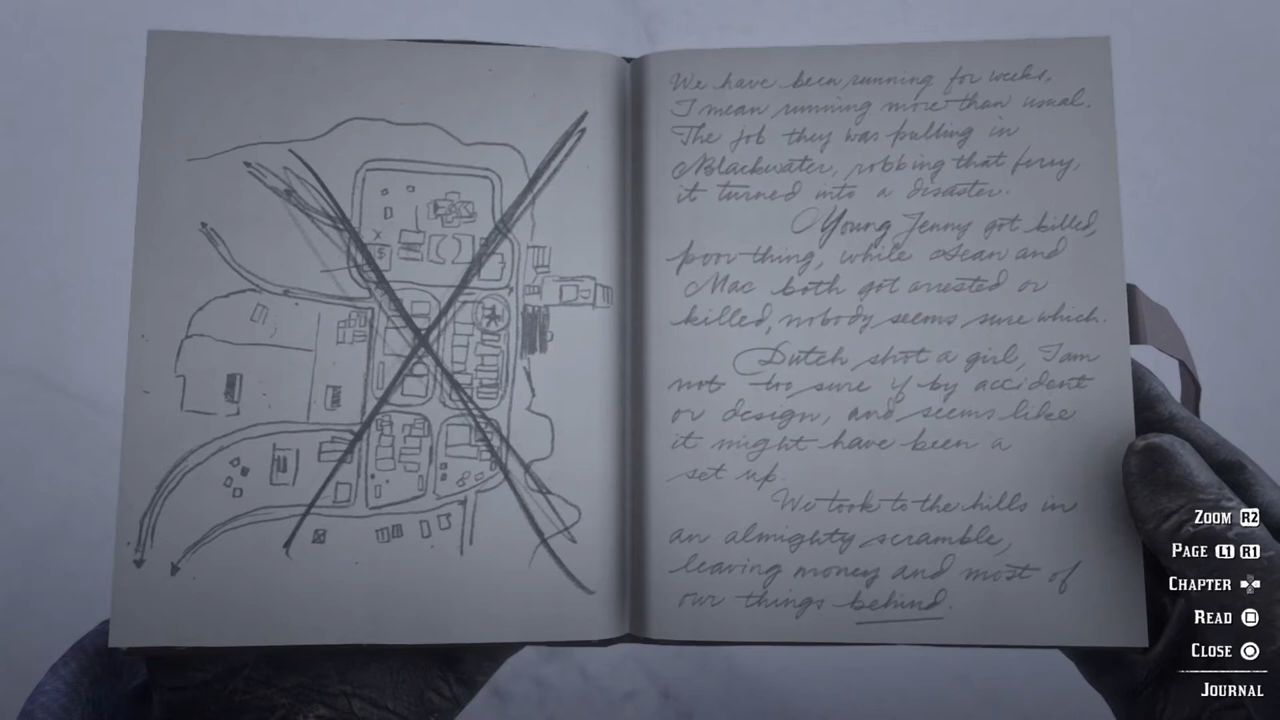 We have been running for weeks,
I mean running more than usual.
The job they was pulling in
Blackwater, robbing that ferry,
it turned into a disaster.
Young Jenny got killed,
poor thing, while Sean and
Mac both got arrested or
killed, nobody seems sure which.
Dutch shot a girl, I am
not too sure if by accident
or design, and seems like
it might have been a
set up.
We took to the hills in
an almighty scramble,
leaving money and most of
our things behind.
X
$
ZOOM R2
PAGE L1 R1
CHAPTER
READ
CLOSE
JOURNAL